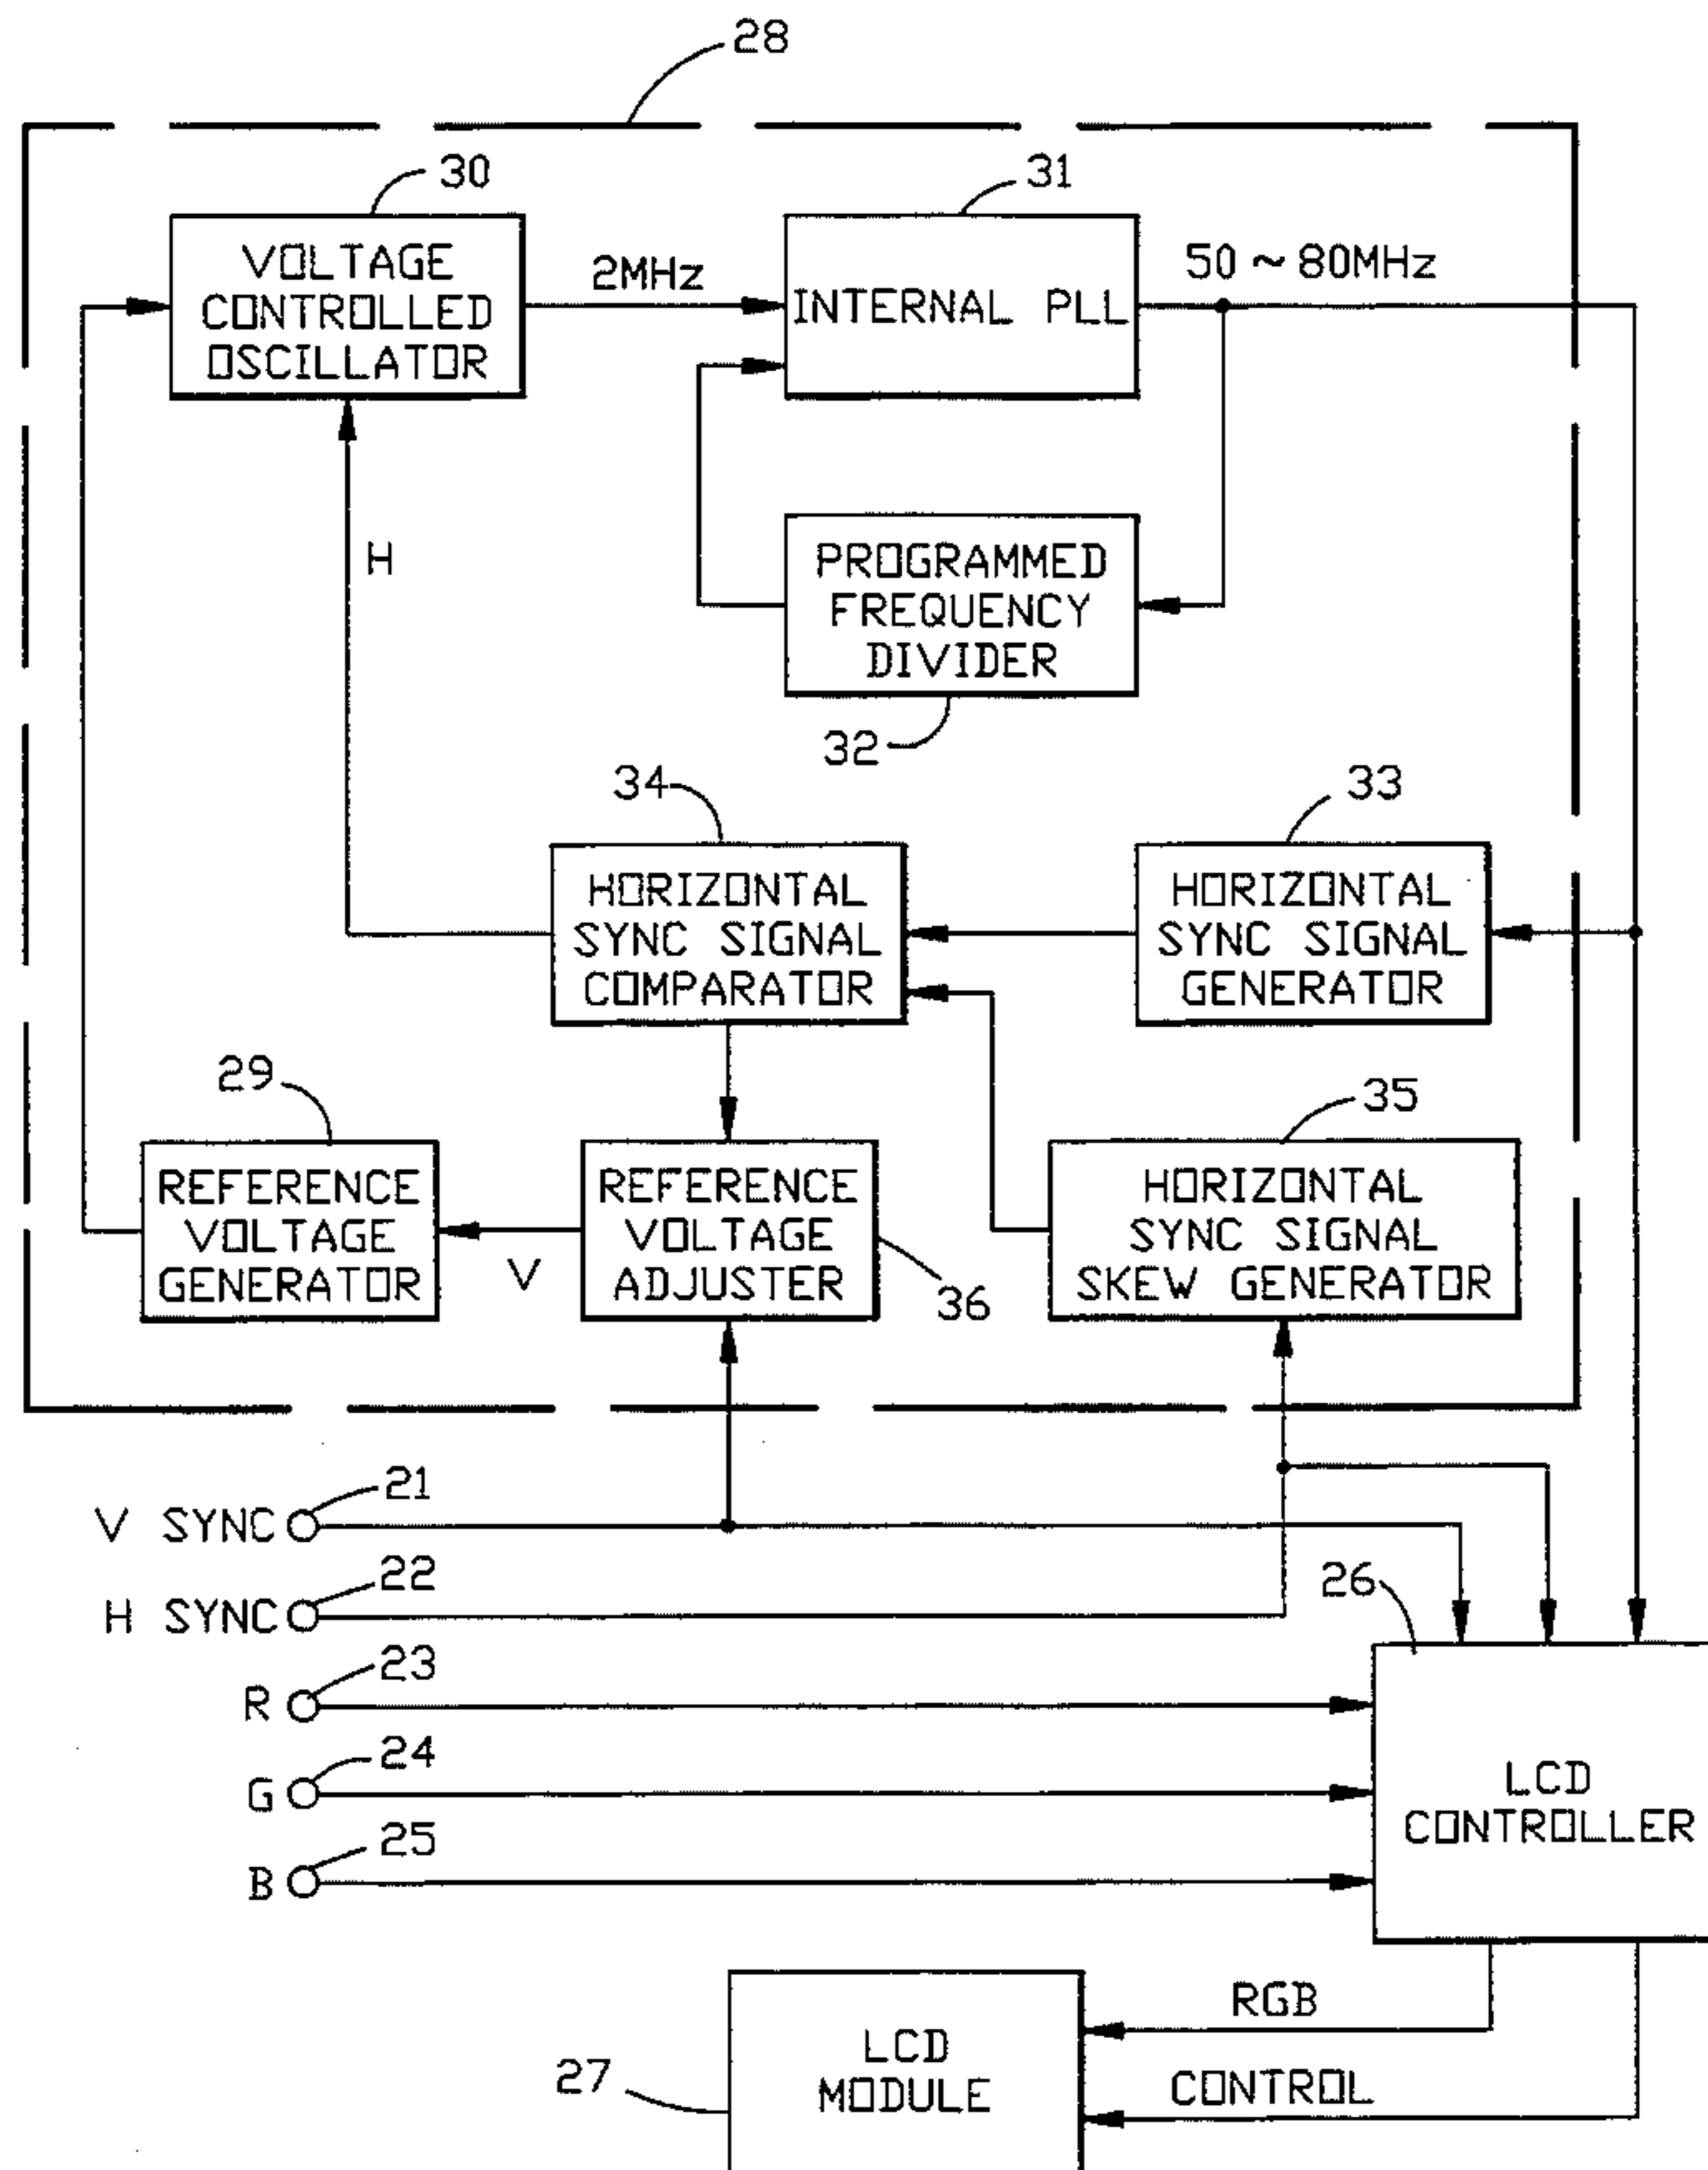 28
30
31
VOLTAGE
CONTROLLED
OSCILLATOR
2MHz
INTERNAL PLL
50 ~ 80MHz
H
PROGRAMMED
FREQUENCY
DIVIDER
32
34
33
HORIZONTAL
SYNC SIGNAL
COMPARATOR
HORIZONTAL
SYNC SIGNAL
GENERATOR
29
35
REFERENCE
VOLTAGE
GENERATOR
V
REFERENCE
VOLTAGE
ADJUSTER
36
HORIZONTAL
SYNC SIGNAL
SKEW GENERATOR
V SYNC 21
H SYNC 22
R 23
G 24
B 25
26
LCD
CONTROLLER
RGB
CONTROL
27
LCD
MODULE